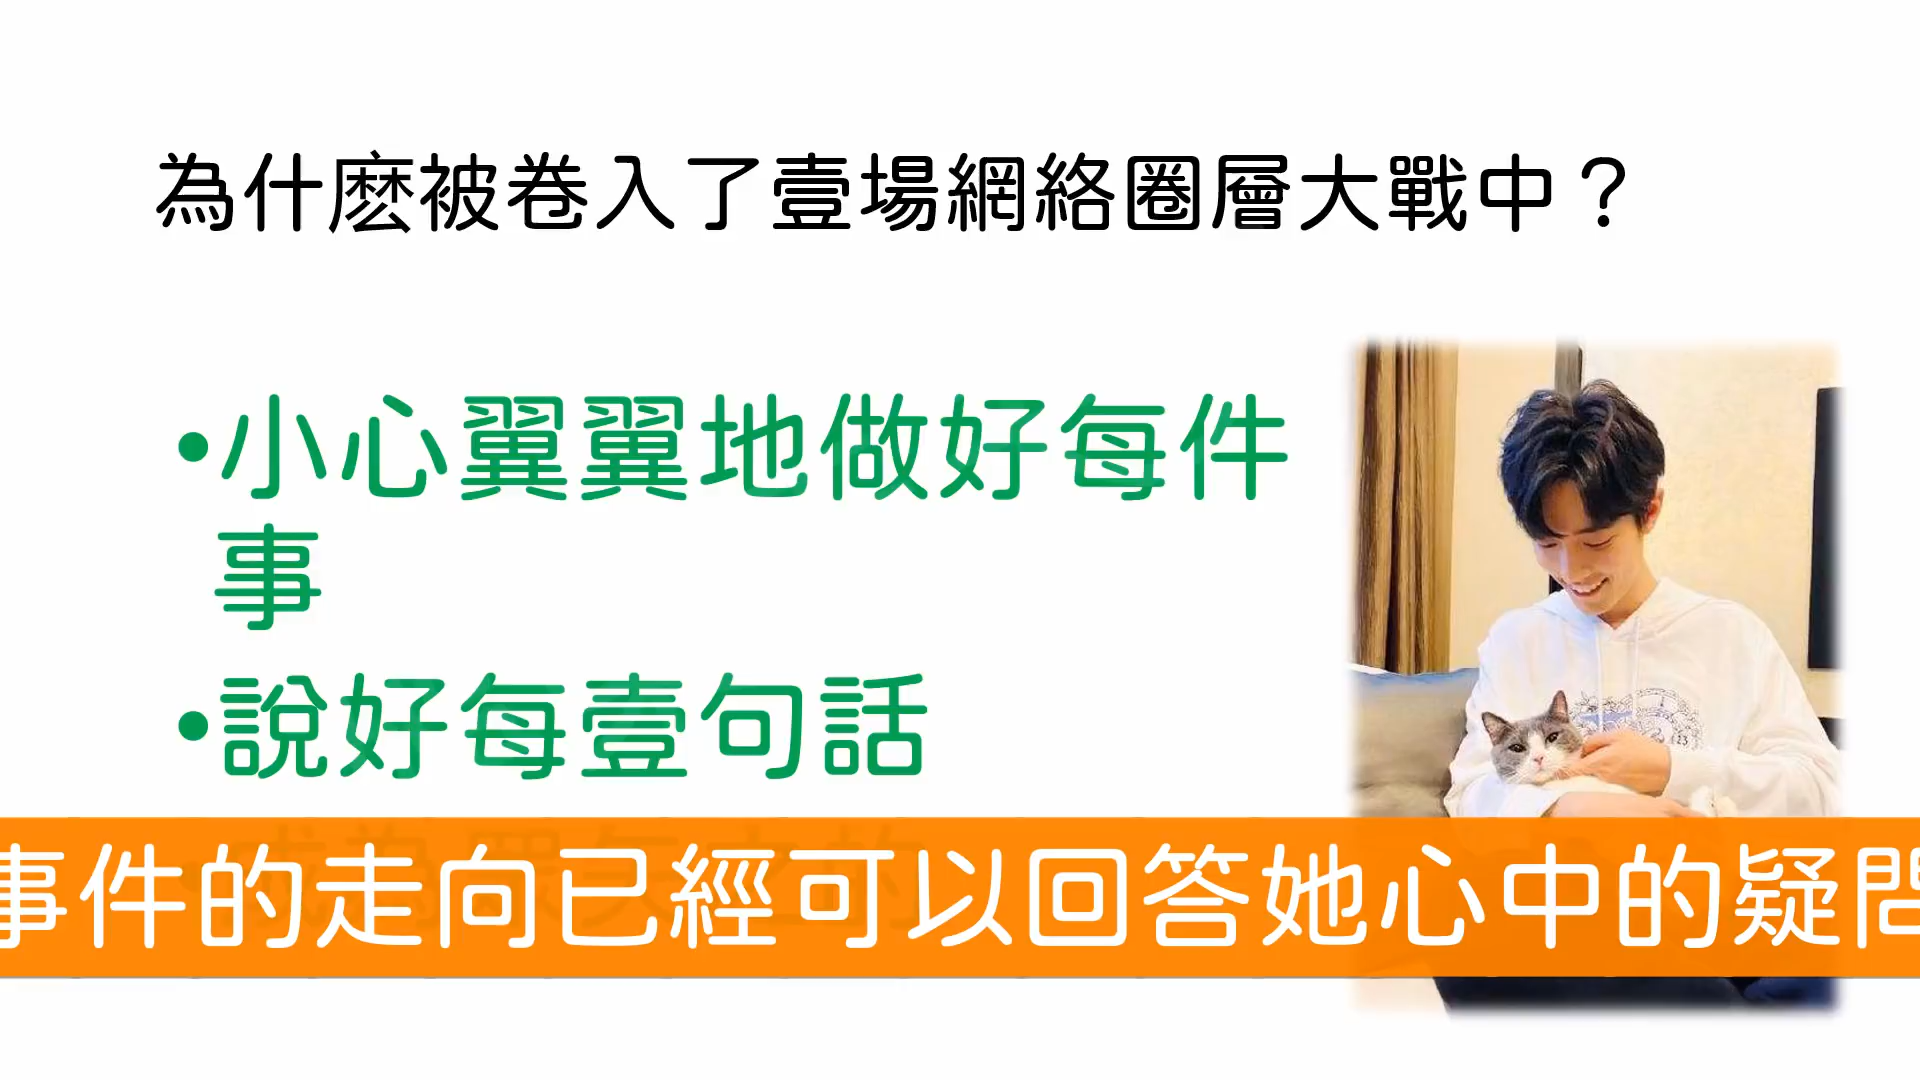 為什麽被卷入了壹場網絡圈層大戰中？
•小心翼翼地做好每件
事
•說好每壹句話
事件的走向已經可以回答她心中的疑問